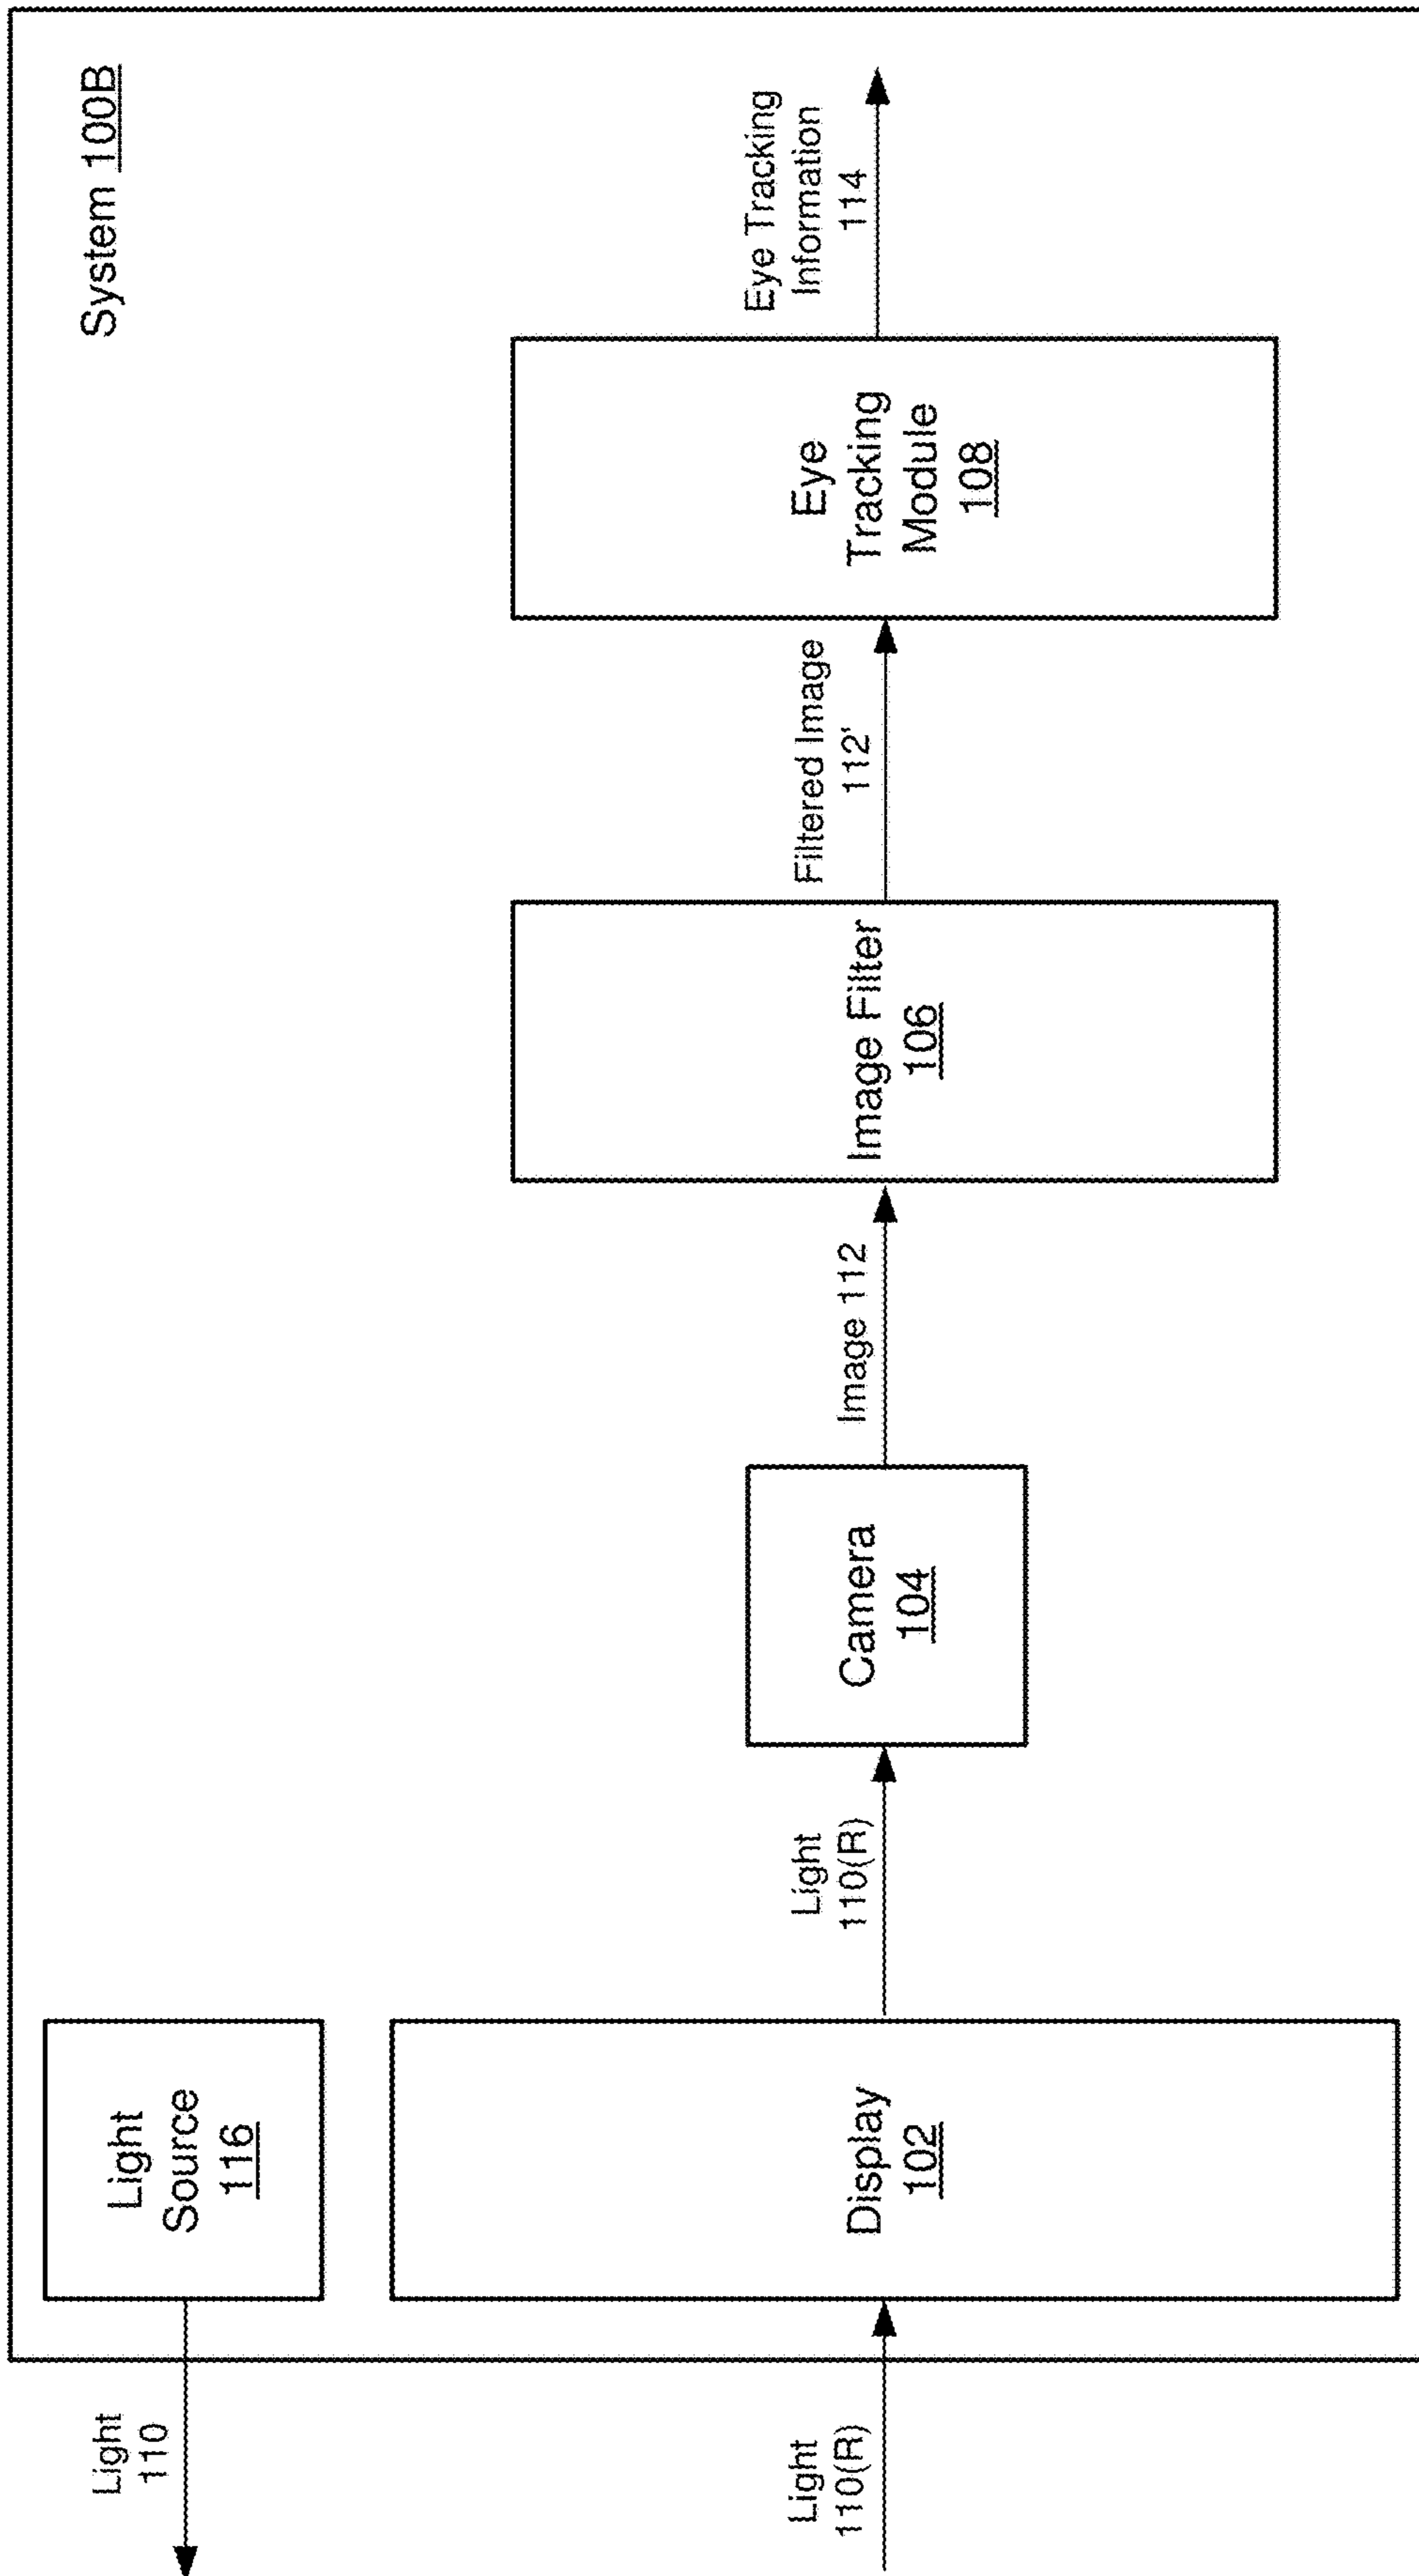 System 100B
Light
110
Light
Source
116
Light
110(R)
Display
102
Light
110(R)
Camera
104
Image 112
Image Filter
106
Filtered Image
112'
Eye
Tracking
Module
108
Eye Tracking
Information
114